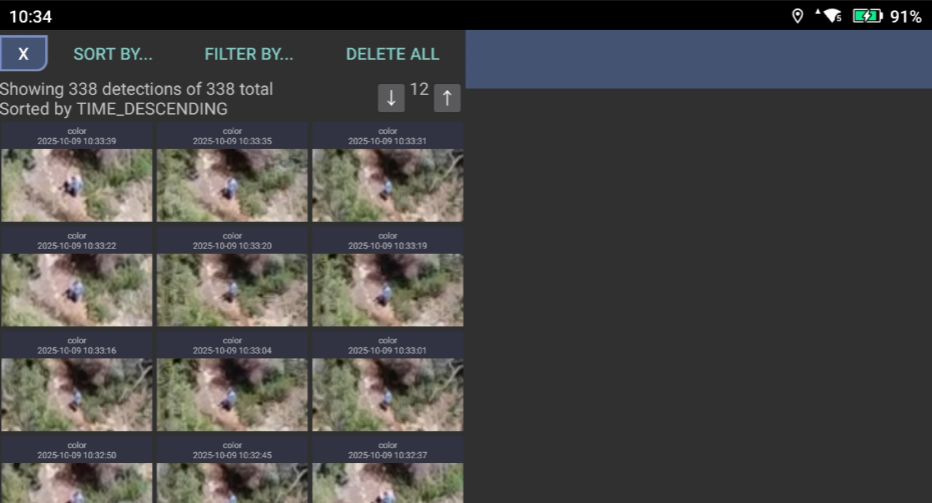 10:34
5
91%
X
SORT BY...
FILTER BY...
DELETE ALL
Showing 338 detections of 338 total
Sorted by TIME_DESCENDING
↓ 12 ↑
color
2025-10-09 10:33:39
color
2025-10-09 10:33:35
color
2025-10-09 10:33:31
color
2025-10-09 10:33:22
color
2025-10-09 10:33:20
color
2025-10-09 10:33:19
color
2025-10-09 10:33:16
color
2025-10-09 10:33:04
color
2025-10-09 10:33:01
color
2025-10-09 10:32:50
color
2025-10-09 10:32:45
color
2025-10-09 10:32:37